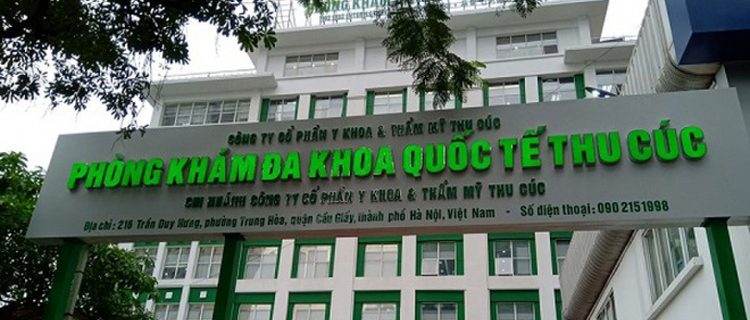 PHÒNG KHÁM
CÔNG TY CỔ PHẦN Y KHOA & THẨM MỸ THU CÚC
PHÒNG KHÁM ĐA KHOA QUỐC TẾ THU CÚC
CHI NHÁNH CÔNG TY CỔ PHẦN Y KHOA & THẨM MỸ THU CÚC
Địa chỉ : 216 Trần Duy Hưng, phường Trung Hòa, quận Cầu Giấy, thành phố Hà Nội, Việt Nam - Số điện thoại : 090 2151998